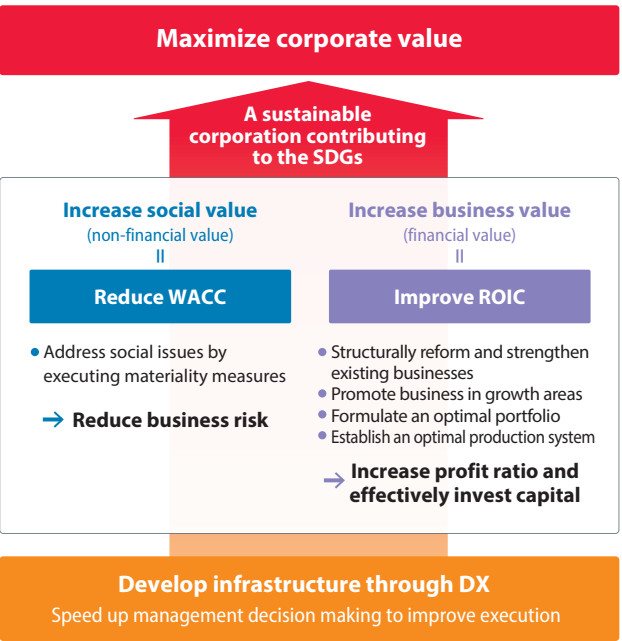 Maximize corporate value
A sustainable
corporation contributing
to the SDGs
Increase social value
(non-financial value)
=
Reduce WACC
• Address social issues by
executing materiality measures
→ Reduce business risk
Increase business value
(financial value)
=
Improve ROIC
• Structurally reform and strengthen
existing businesses
• Promote business in growth areas
• Formulate an optimal portfolio
• Establish an optimal production system
→ Increase profit ratio and
effectively invest capital
Develop infrastructure through DX
Speed up management decision making to improve execution